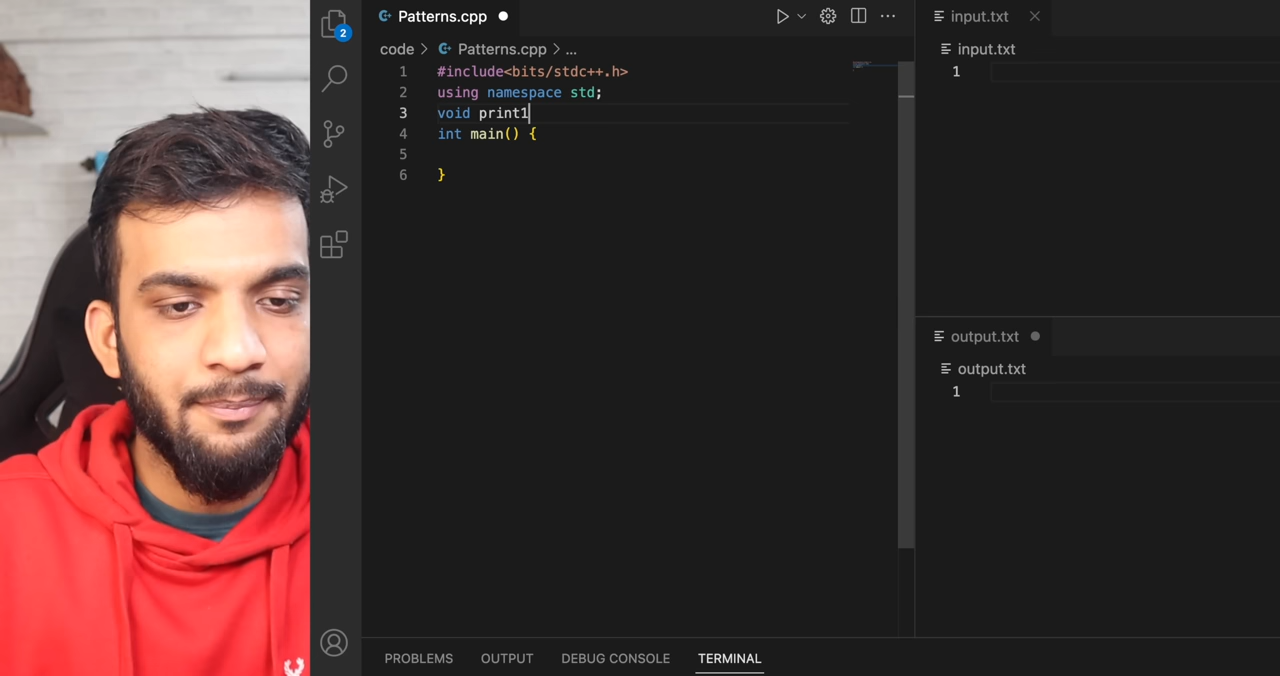 2
Patterns.cpp
code > Patterns.cpp > ...
1 #include<bits/stdc++.h>
2 using namespace std;
3 void print1
4 int main() {
5
6 }
input.txt
input.txt
1
output.txt
output.txt
1
PROBLEMS OUTPUT DEBUG CONSOLE TERMINAL